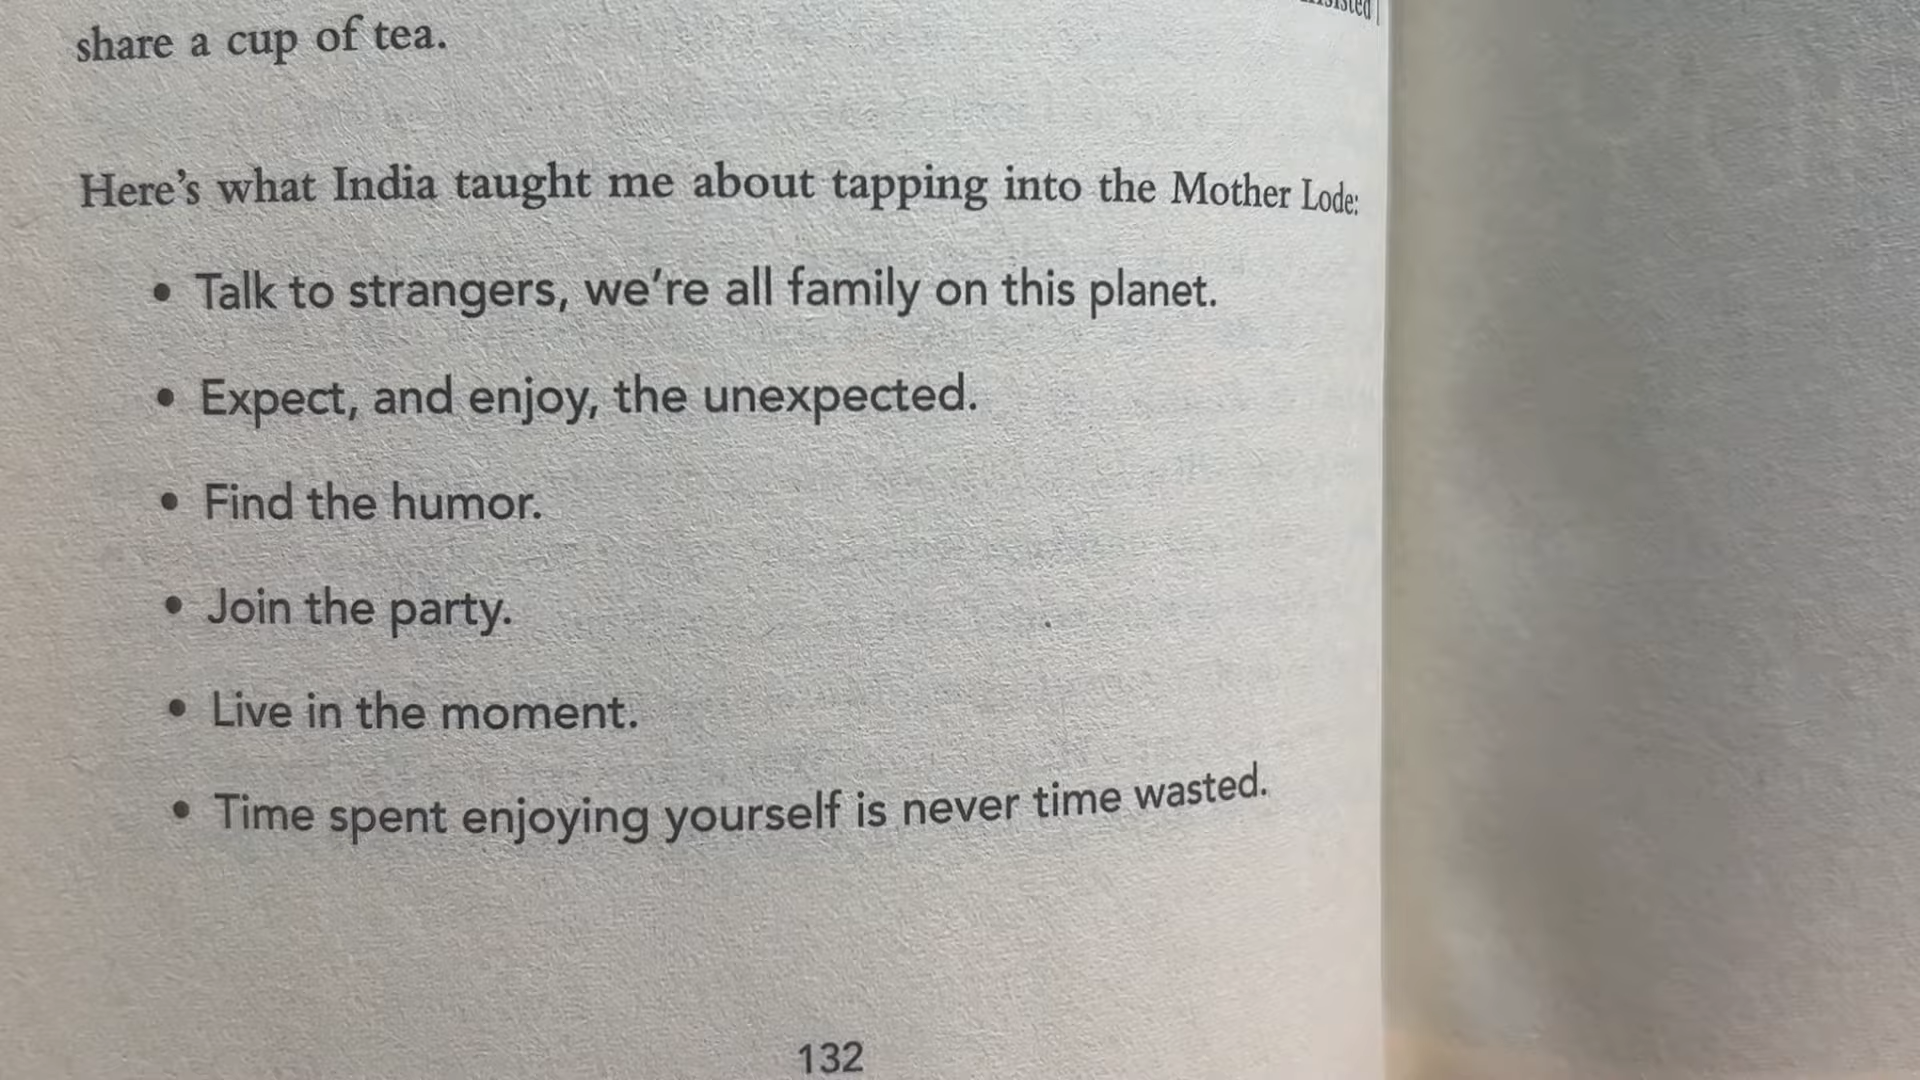 share a cup of tea.
Here's what India taught me about tapping into the Mother Lode:
• Talk to strangers, we're all family on this planet.
• Expect, and enjoy, the unexpected.
• Find the humor.
• Join the party.
• Live in the moment.
• Time spent enjoying yourself is never time wasted.
132